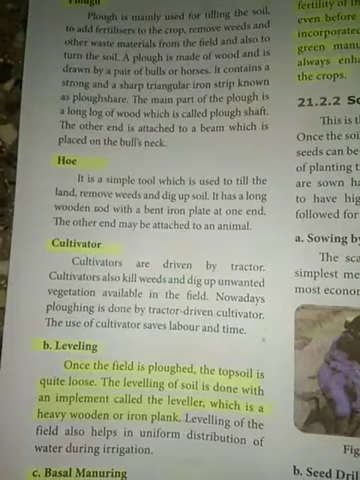 Plough
Plough is mainly used for tilling the soil,
to add fertilisers to the crop, remove weeds and
other waste materials from the field and also to
turn the soil. A plough is made of wood and is
drawn by a pair of bulls or horses. It contains a
strong and a sharp triangular iron strip known
as ploughshare. The main part of the plough is
a long log of wood which is called plough shaft.
The other end is attached to a beam which is
placed on the bull's neck.
Hoe
It is a simple tool which is used to till the
land, remove weeds and dig up soil. It has a long
wooden rod with a bent iron plate at one end.
The other end may be attached to an animal.
Cultivator
Cultivators are driven by tractor.
Cultivators also kill weeds and dig up unwanted
vegetation available in the field. Nowadays
ploughing is done by tractor-driven cultivator.
The use of cultivator saves labour and time.
b. Leveling
Once the field is ploughed, the topsoil is
quite loose. The levelling of soil is done with
an implement called the leveller, which is a
heavy wooden or iron plank. Levelling of the
field also helps in uniform distribution of
water during irrigation.
c. Basal Manuring
fertility of
even before
incorporated
green man
always enha
the crops.
21.2.2 So
This is t
Once the soi
seeds can be
of planting t
are sown ha
to have hig
followed for
a. Sowing by
The sca
simplest me
most econo
Fig
b. Seed Dril